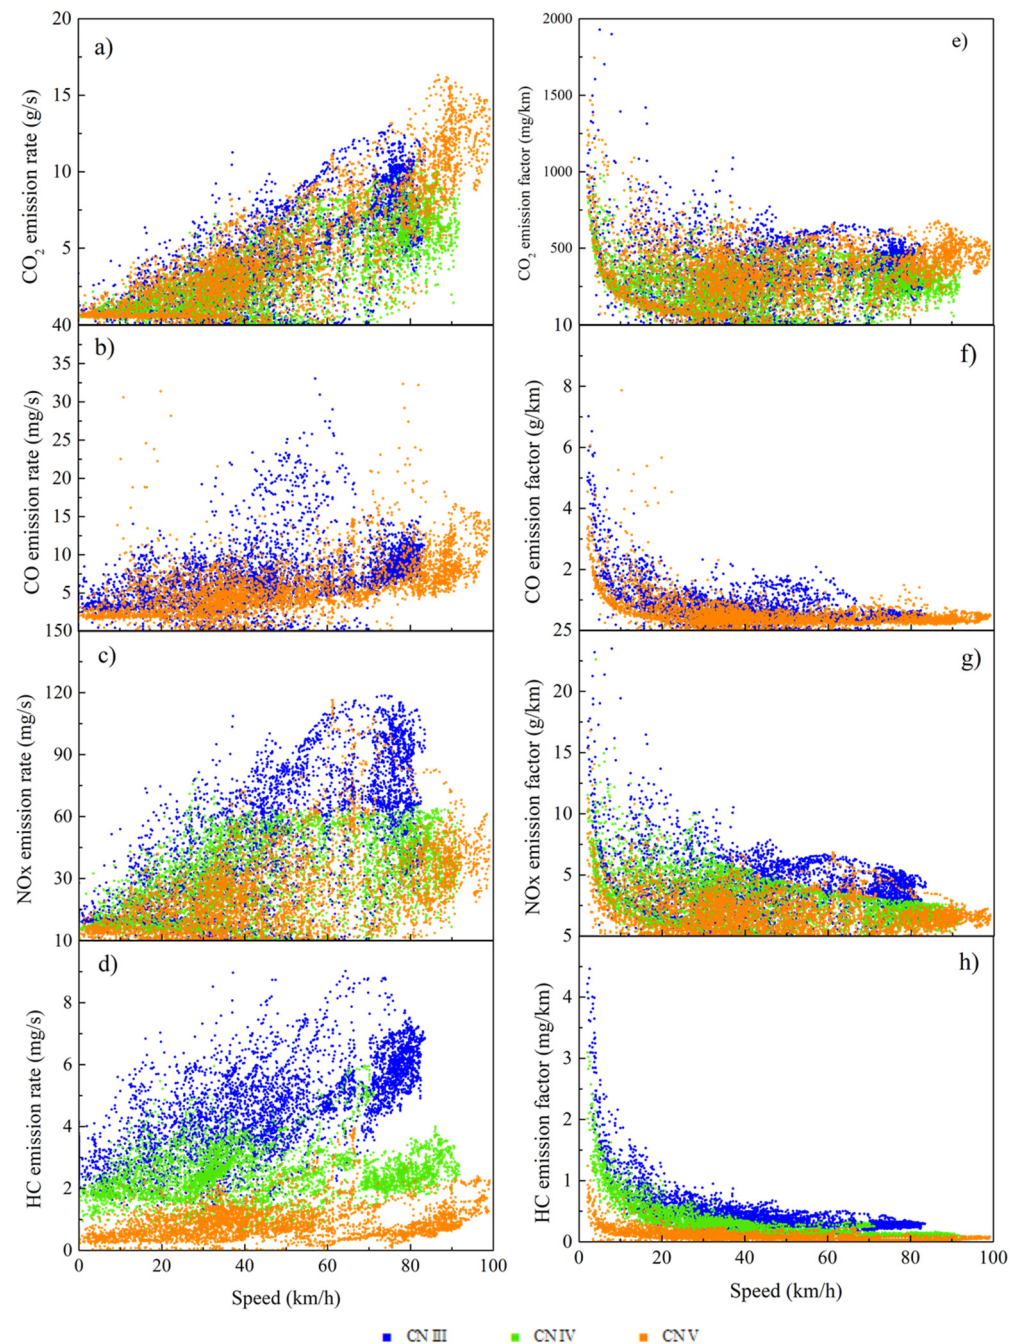 20
a)
15
10
5
CO2 emission rate (g/s)
40
b)
35
30
25
20
15
10
5
CO emission rate (mg/s)
150
c)
120
90
60
30
NOx emission rate (mg/s)
10
d)
8
6
4
2
0
HC emission rate (mg/s)
0 20 40 60 80 100
Speed (km/h)
2000
e)
1500
1000
500
CO2 emission factor (mg/km)
10
f)
8
6
4
2
CO emission factor (g/km)
25
g)
20
15
10
5
NOx emission factor (g/km)
5
h)
4
3
2
1
0
HC emission factor (mg/km)
0 20 40 60 80 100
Speed (km/h)
CN III CN IV CN V